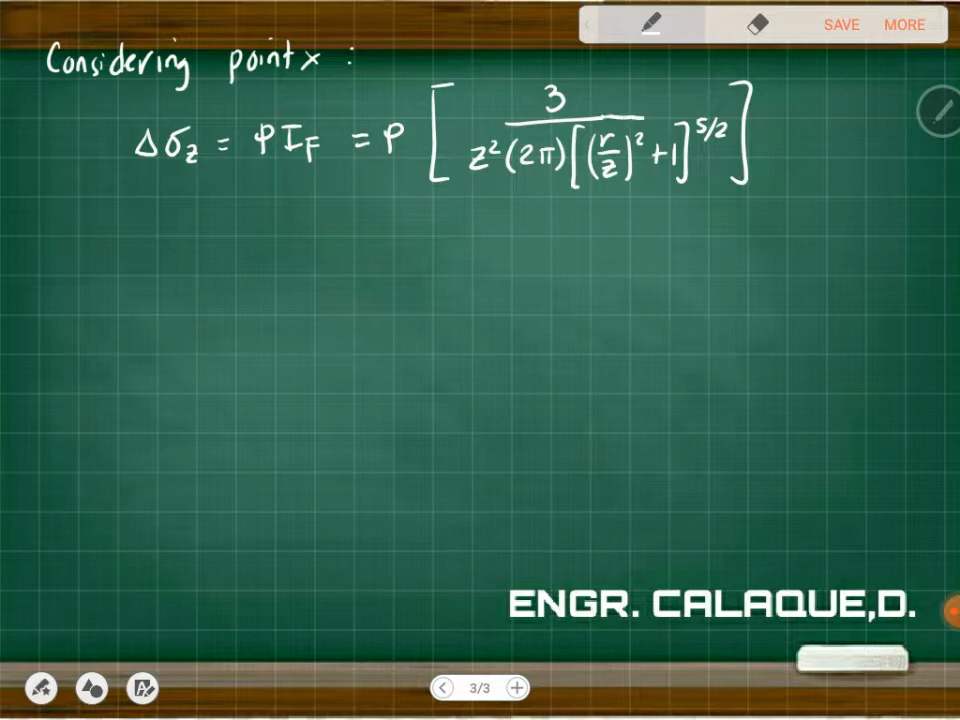 SAVE MORE
Considering point x :
Δσz = P IF = P [ 3 / z²(2π)[(r/z)² + 1]^5/2 ]
ENGR. CALAQUE,D.
3/3